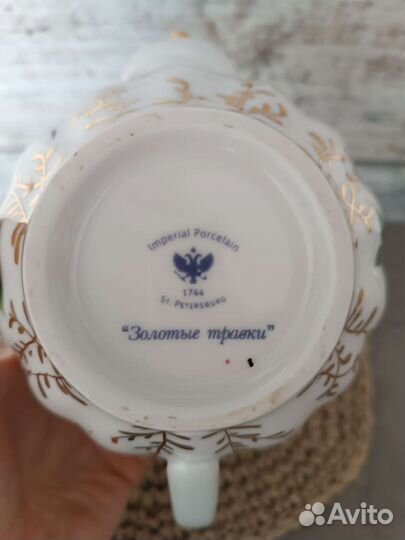 Imperial Porcelain
1744
St. Petersburg
"Золотые травки"
Avito